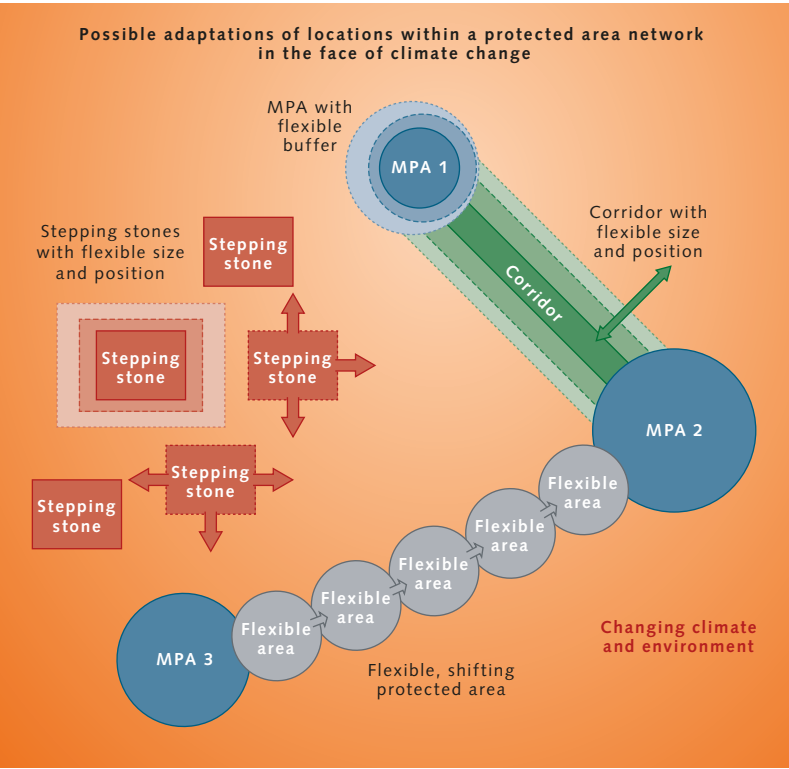 Possible adaptations of locations within a protected area network
in the face of climate change
MPA with
flexible
buffer
MPA 1
Corridor with
flexible size
and position
Stepping stones
with flexible size
and position
Stepping
stone
Corridor
Stepping
stone
Stepping
stone
MPA 2
Stepping
stone
Stepping
stone
Flexible
area
Flexible
area
Flexible
area
Flexible
area
Flexible
area
MPA 3
Changing climate
and environment
Flexible, shifting
protected area